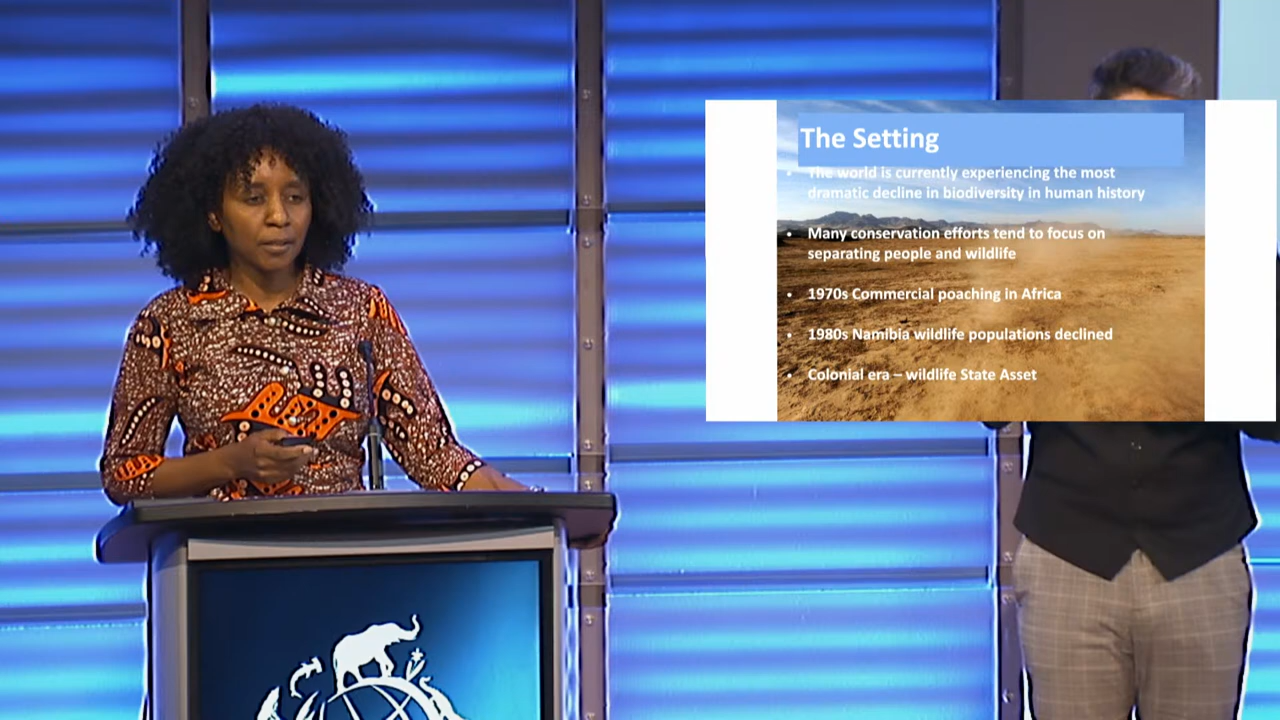 The Setting
• The world is currently experiencing the most
dramatic decline in biodiversity in human history
• Many conservation efforts tend to focus on
separating people and wildlife
• 1970s Commercial poaching in Africa
• 1980s Namibia wildlife populations declined
• Colonial era – wildlife State Asset